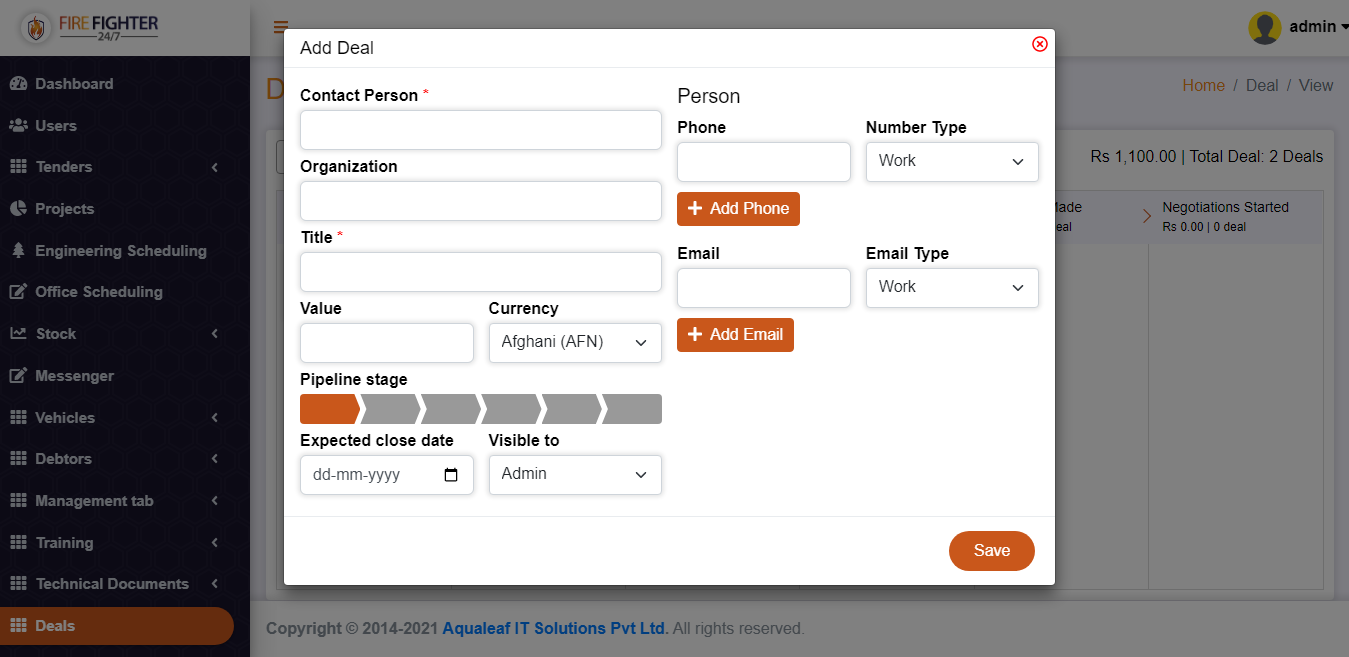 FIRE FIGHTER
24/7
admin
Dashboard
Users
Tenders
Projects
Engineering Scheduling
Office Scheduling
Stock
Messenger
Vehicles
Debtors
Management tab
Training
Technical Documents
Deals
Home / Deal / View
Rs 1,100.00 | Total Deal: 2 Deals
Negotiations Started
Rs 0.00 | 0 deal
Add Deal
Contact Person *
Organization
Title *
Value
Currency
Afghani (AFN)
Pipeline stage
Expected close date
Visible to
dd-mm-yyyy
Admin
Person
Phone
Number Type
Work
+ Add Phone
Email
Email Type
Work
+ Add Email
Save
Copyright © 2014-2021 Aqualeaf IT Solutions Pvt Ltd. All rights reserved.